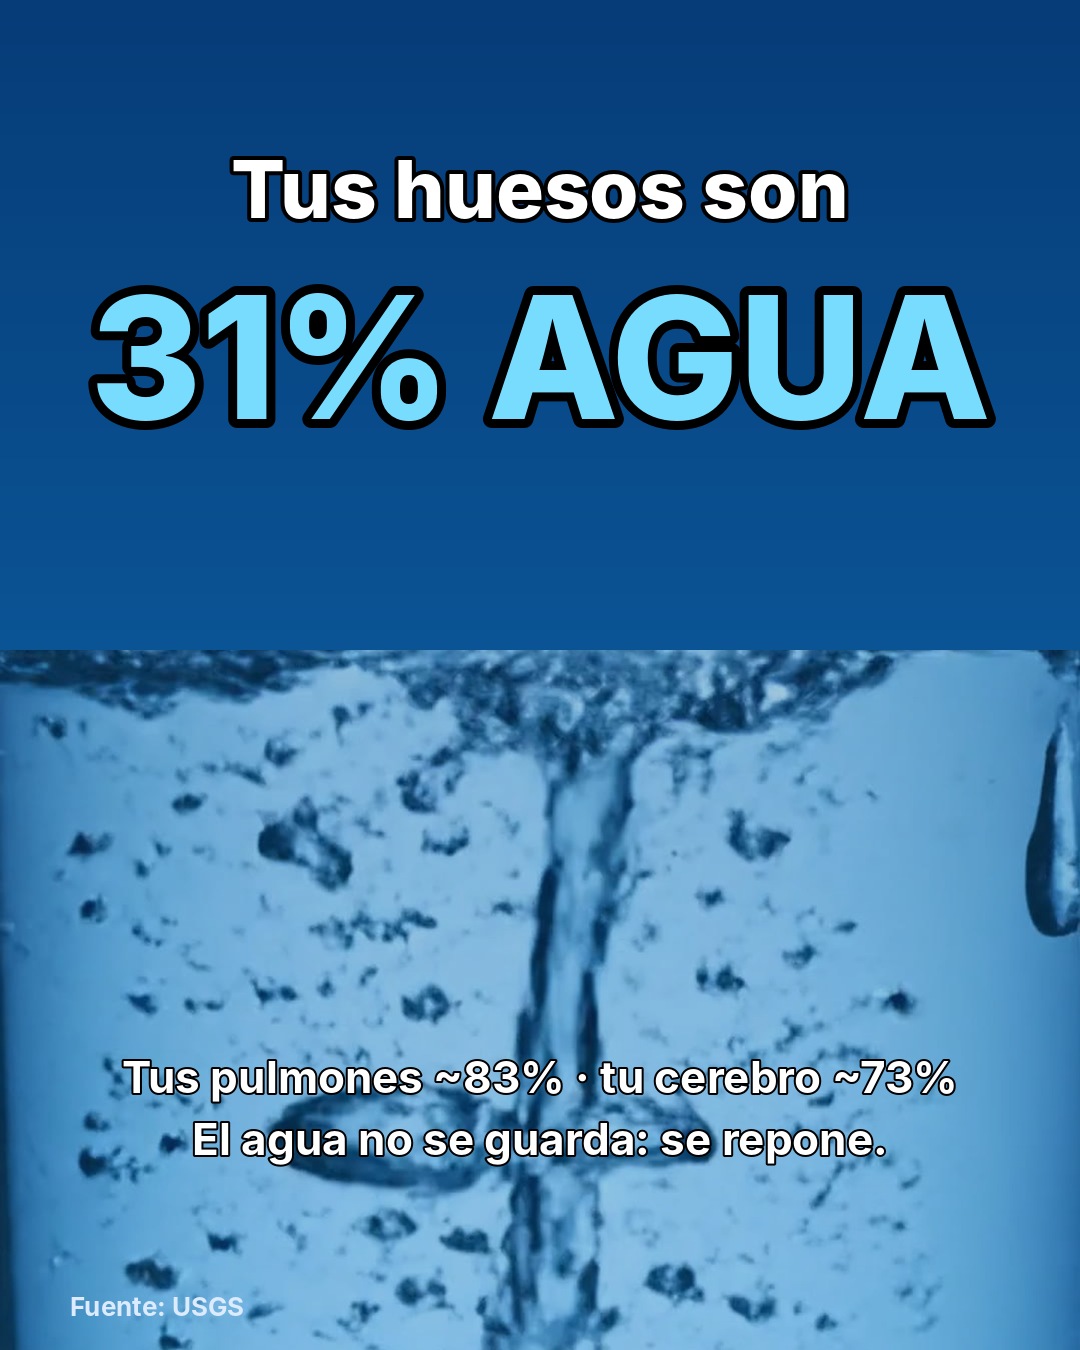 Tus huesos son
31% AGUA
Tus pulmones ~83% · tu cerebro ~73%
El agua no se guarda: se repone.
Fuente: USGS